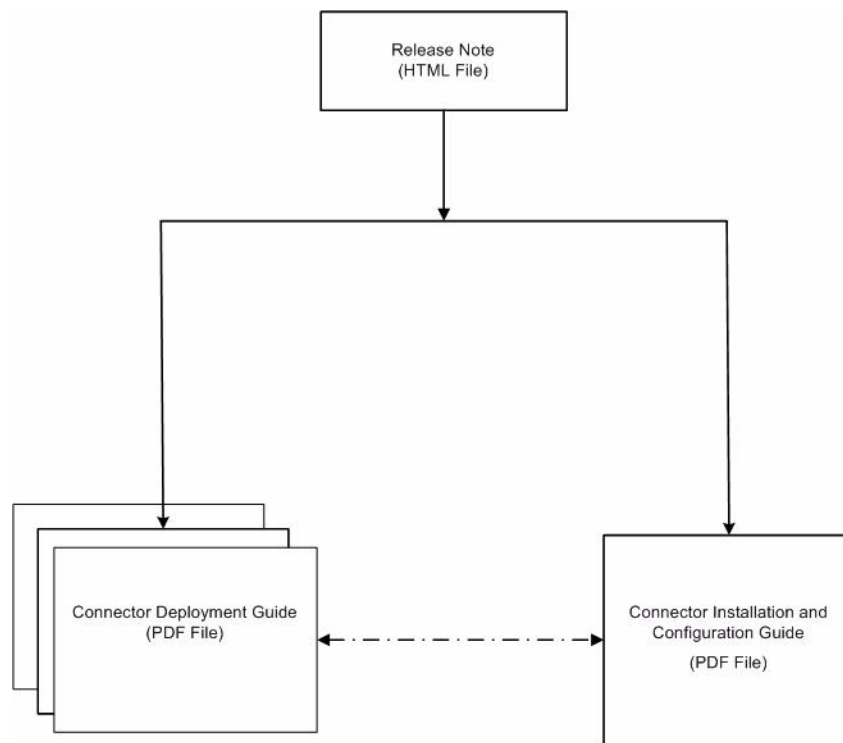 Release Note
(HTML File)
Connector Deployment Guide
(PDF File)
Connector Installation and
Configuration Guide
(PDF File)